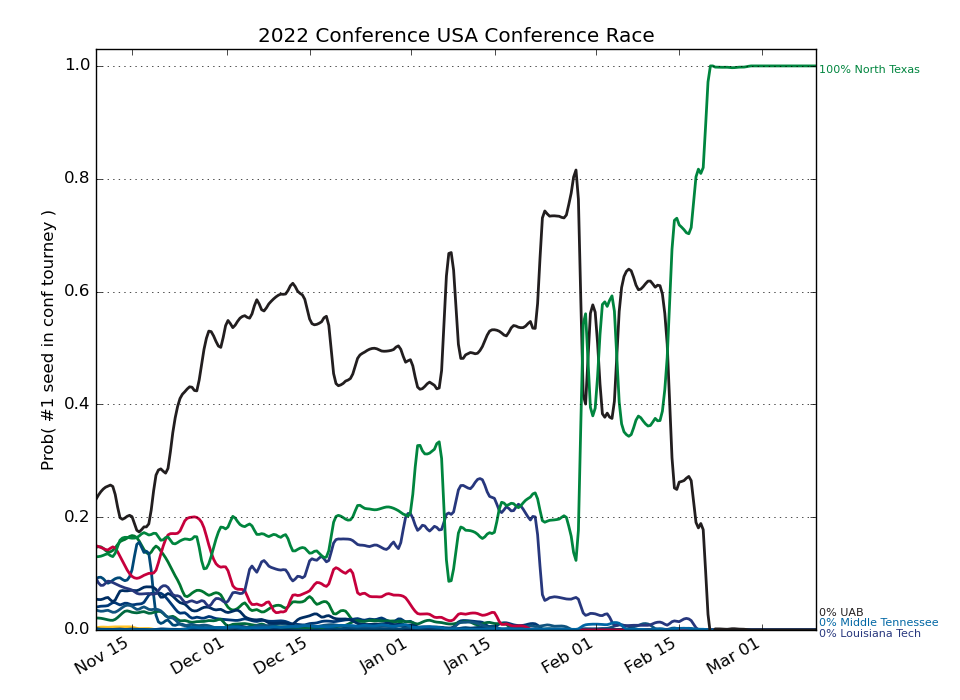 2022 Conference USA Conference Race
Prob( #1 seed in conf tourney )
1.0
0.8
0.6
0.4
0.2
0.0
Nov 15
Dec 01
Dec 15
Jan 01
Jan 15
Feb 01
Feb 15
Mar 01
100% North Texas
0% UAB
0% Middle Tennessee
0% Louisiana Tech